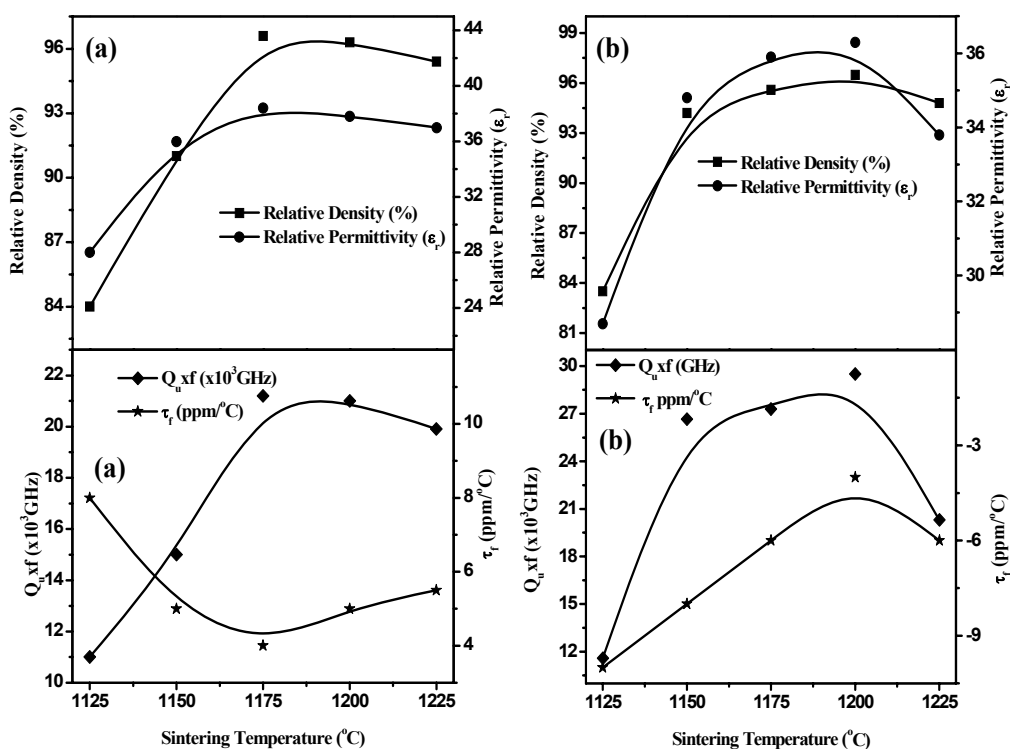 (a)
Relative Density (%)
96
93
90
87
84
44
40
36
32
28
24
Relative Permittivity (εr)
Relative Density (%)
Relative Permittivity (εr)
(b)
Relative Density (%)
99
96
93
90
87
84
81
36
34
32
30
Relative Permittivity (εr)
Relative Density (%)
Relative Permittivity (εr)
Quxf (x10³GHz)
τf (ppm/°C)
(a)
Quxf (x10³GHz)
22
20
18
16
14
12
10
10
8
6
4
τf (ppm/°C)
1125 1150 1175 1200 1225
Sintering Temperature (°C)
Quxf (GHz)
τf ppm/°C
(b)
Quxf (x10³GHz)
30
27
24
21
18
15
12
-3
-6
-9
τf (ppm/°C)
1125 1150 1175 1200 1225
Sintering Temperature (°C)